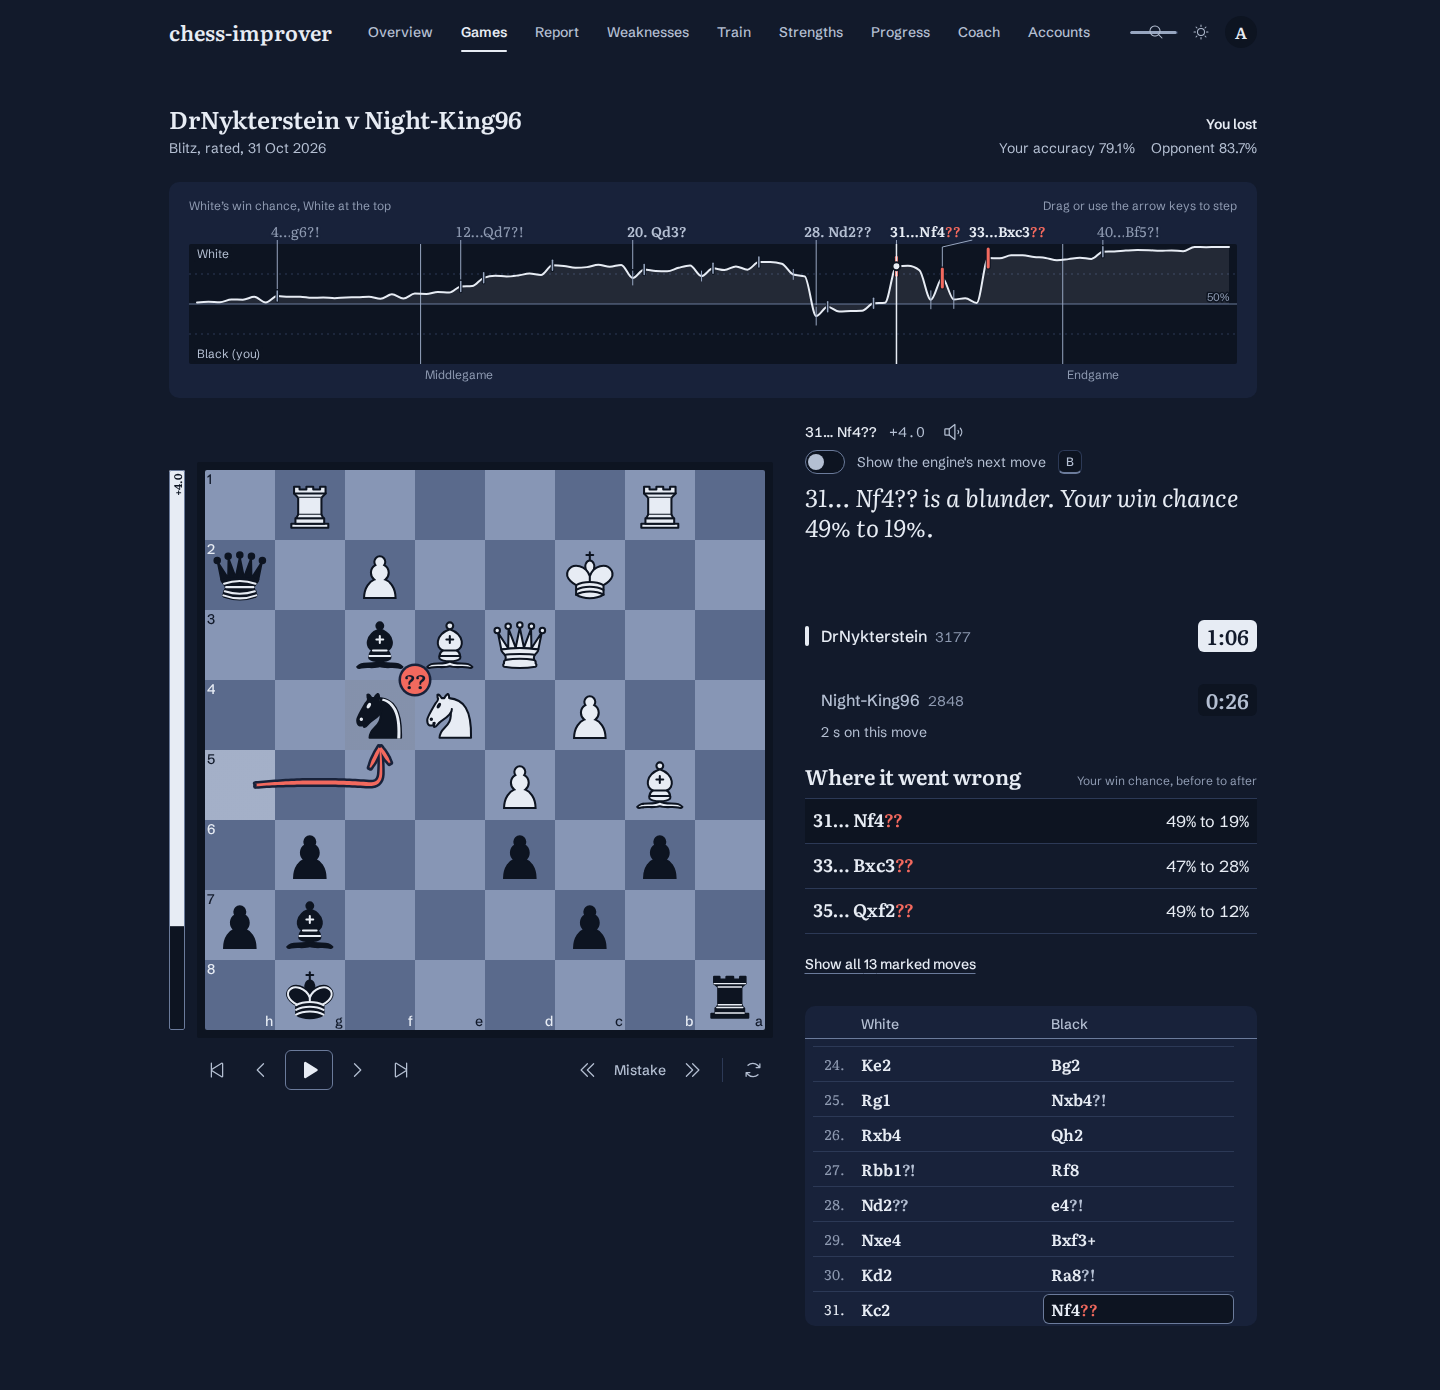 chess-improver Overview Games Report Weaknesses Train Strengths Progress Coach Accounts A
DrNykterstein v Night-King96
You lost
Blitz, rated, 31 Oct 2026
Your accuracy 79.1% Opponent 83.7%
White's win chance, White at the top
Drag or use the arrow keys to step
4…g6?! 12…Qd7?! 20. Qd3? 28. Nd2?? 31…Nf4?? 33…Bxc3?? 40…Bf5?!
White
50%
Black (you)
Middlegame
Endgame
31… Nf4?? +4.0
Show the engine's next move B
31… Nf4?? is a blunder. Your win chance
49% to 19%.
+4.0
1
2
3
??
4
5
6
7
8
h g f e d c b a
Mistake
DrNykterstein 3177 1:06
Night-King96 2848 0:26
2 s on this move
Where it went wrong
Your win chance, before to after
31… Nf4?? 49% to 19%
33… Bxc3?? 47% to 28%
35… Qxf2?? 49% to 12%
Show all 13 marked moves
White Black
24. Ke2 Bg2
25. Rg1 Nxb4?!
26. Rxb4 Qh2
27. Rbb1?! Rf8
28. Nd2?? e4?!
29. Nxe4 Bxf3+
30. Kd2 Ra8?!
31. Kc2 Nf4??